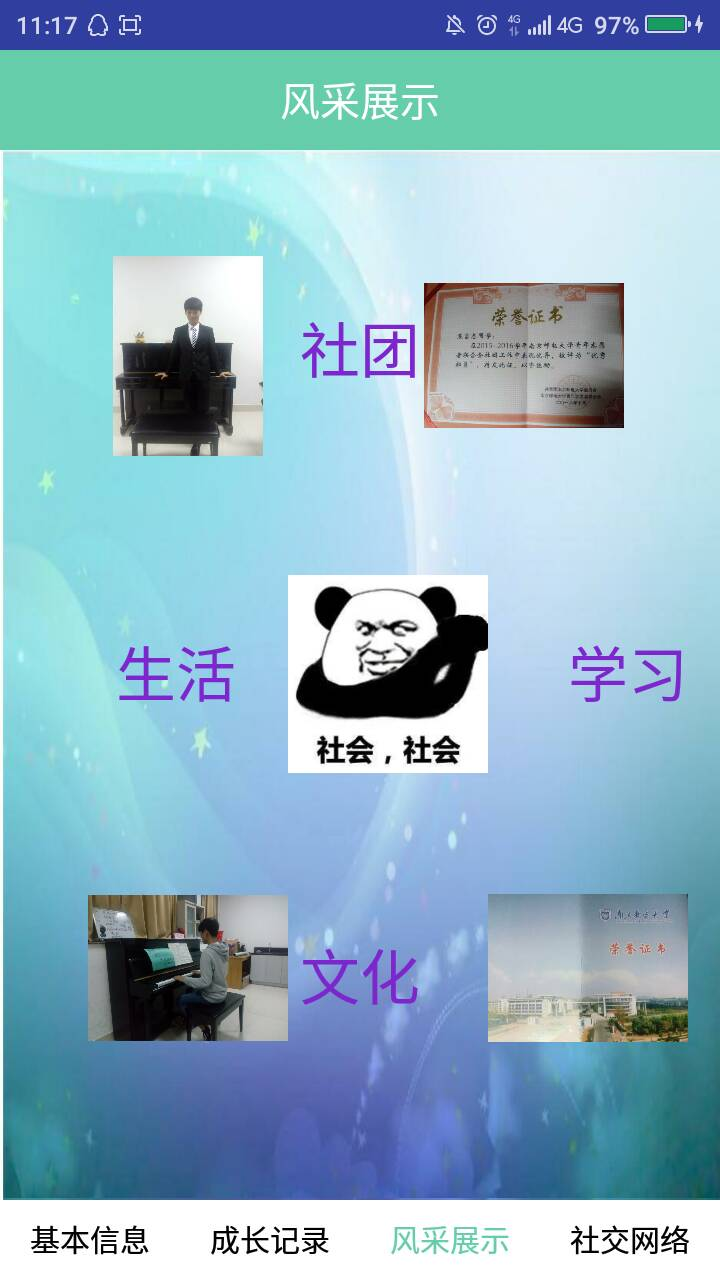 11:17
4G
4G 97%
风采展示
社团
荣誉证书
生活
学习
社会，社会
文化
荣誉证书
基本信息 成长记录 风采展示 社交网络